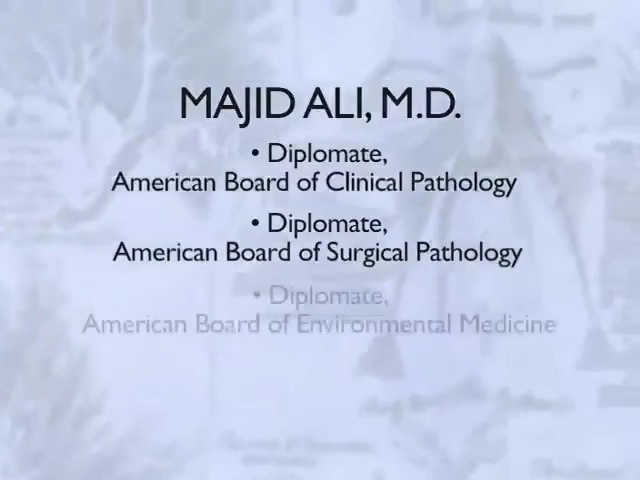 MAJID ALI, M.D.
• Diplomate,
American Board of Clinical Pathology
• Diplomate,
American Board of Surgical Pathology
• Diplomate,
American Board of Environmental Medicine